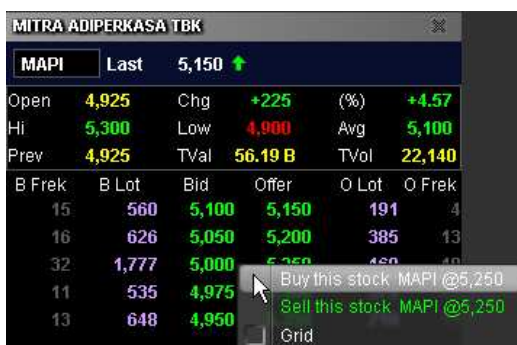 MITRA ADIPERKASA TBK
MAPI Last 5,150
Open 4,925 Chg +225 (%) +4.57
Hi 5,300 Low 4,900 Avg 5,100
Prev 4,925 TVal 56.19 B TVol 22,140
B Frek B Lot Bid Offer O Lot O Frek
15 560 5,100 5,150 191 4
16 626 5,050 5,200 385 13
32 1,777 5,000
Buy this stock MAPI @5,250
11 535 4,975
Sell this stock MAPI @5,250
13 648 4,950
Grid